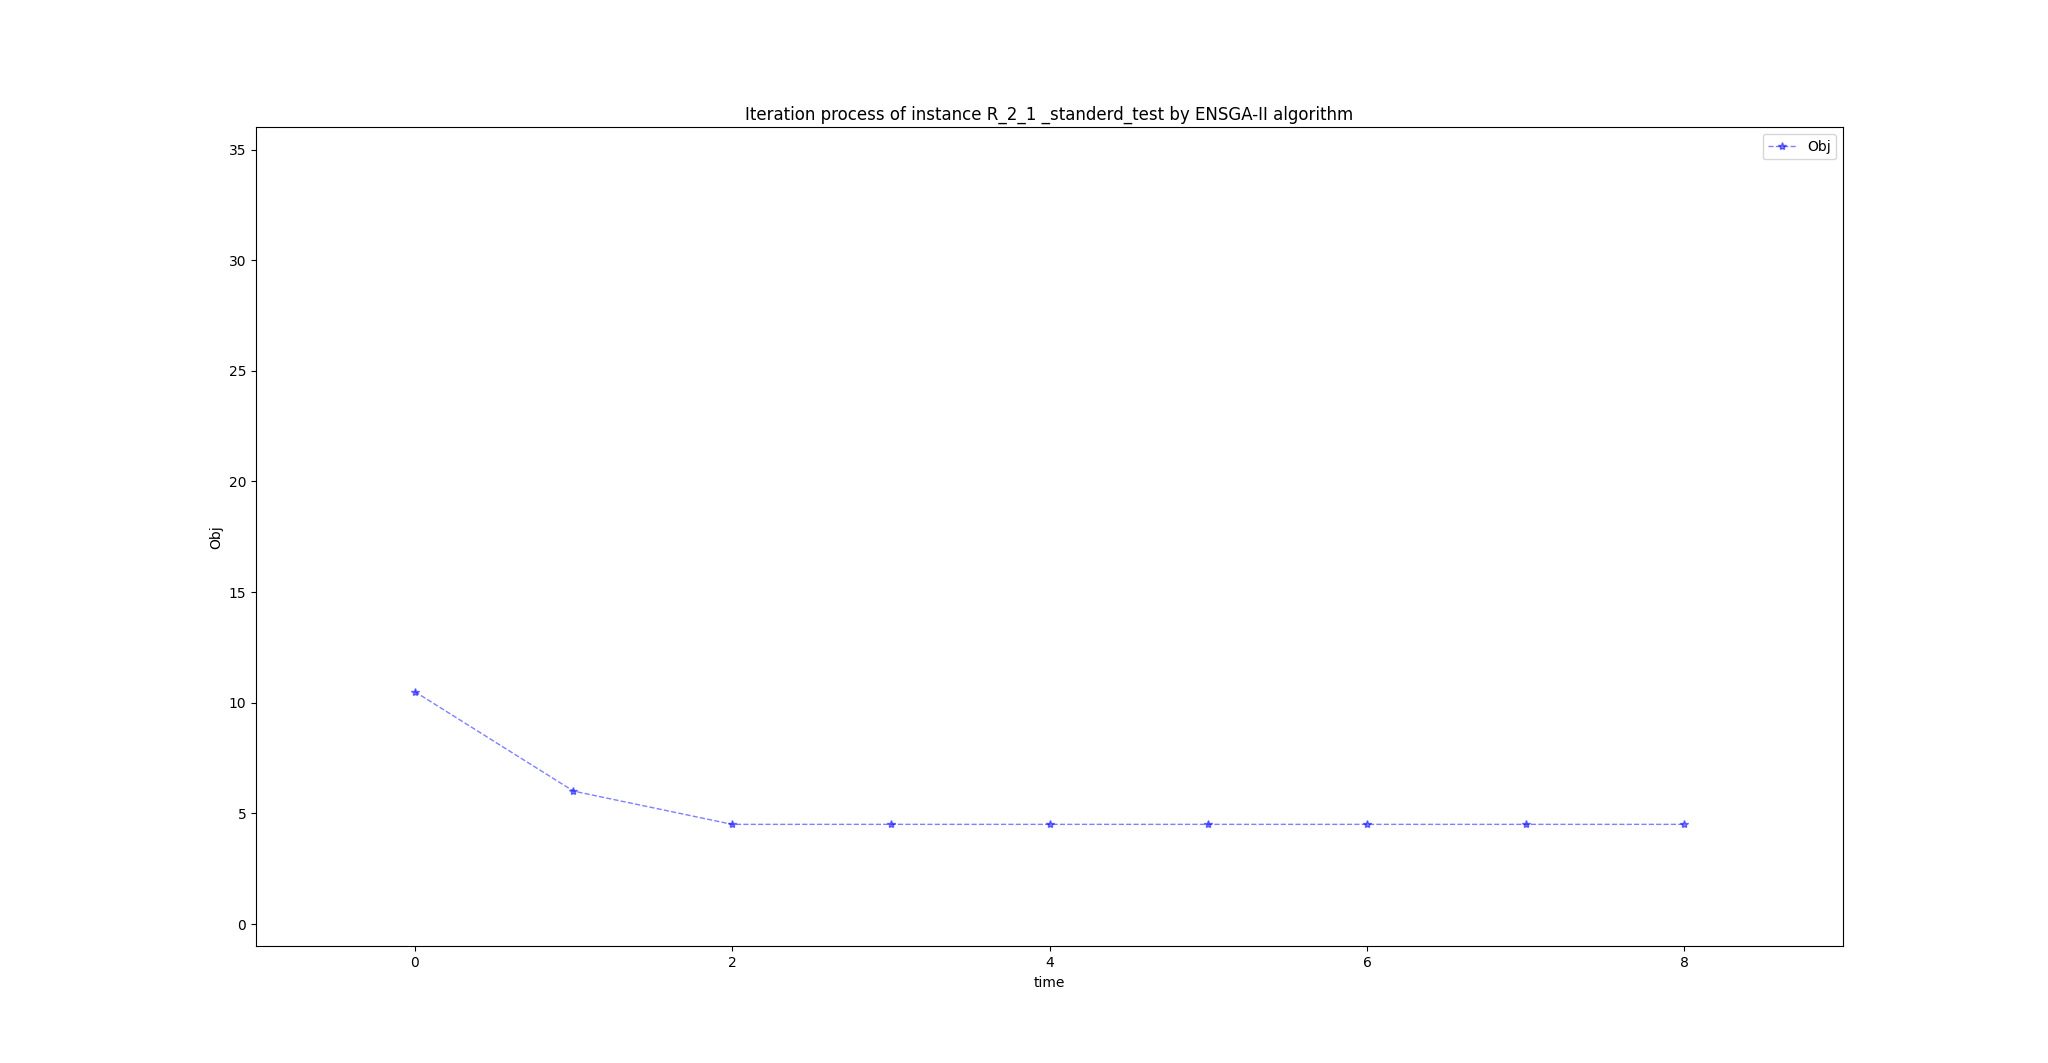 Iteration process of instance R_2_1 _standerd_test by ENSGA-II algorithm
Obj
35
30
25
20
15
10
5
0
Obj
0 2 4 6 8
time